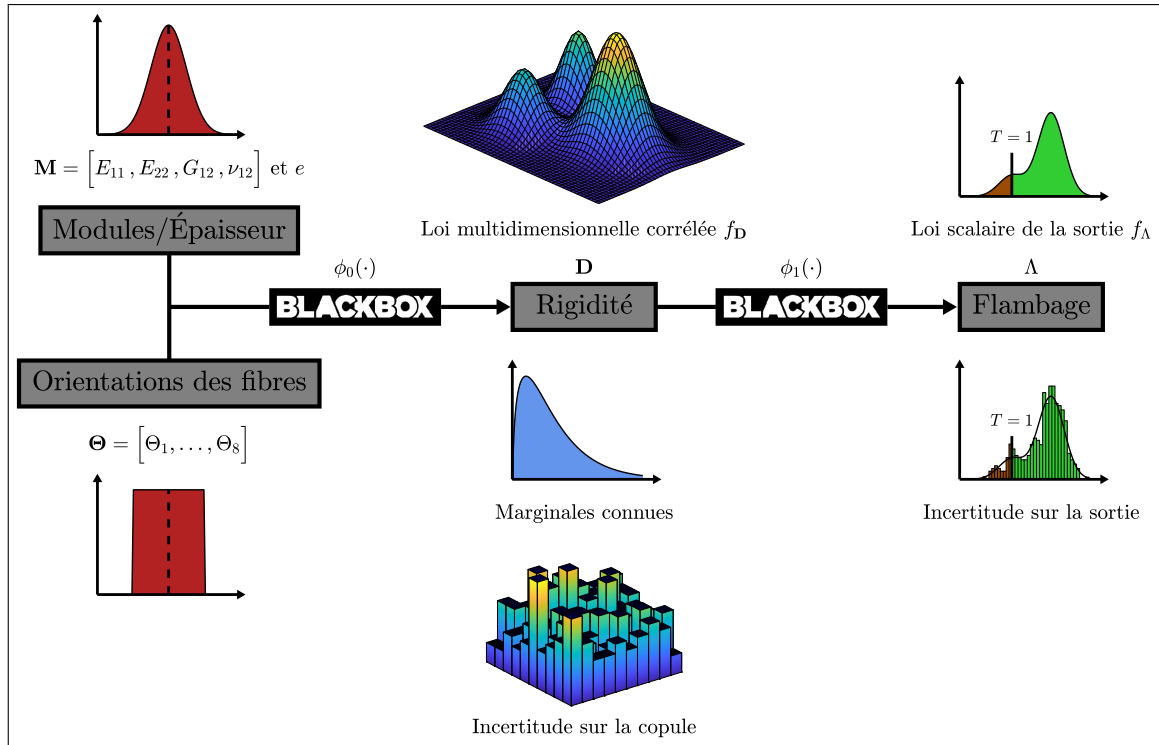 M = [E₁₁ , E₂₂ , G₁₂ , ν₁₂] et e
Modules/Épaisseur
Orientations des fibres
Θ = [Θ₁, . . . , Θ₈]
ϕ₀(·)
BLACKBOX
Loi multidimensionnelle corrélée f_D
D
Rigidité
Marginales connues
Incertitude sur la copule
ϕ₁(·)
BLACKBOX
T = 1
Loi scalaire de la sortie f_Λ
Λ
Flambage
T = 1
Incertitude sur la sortie